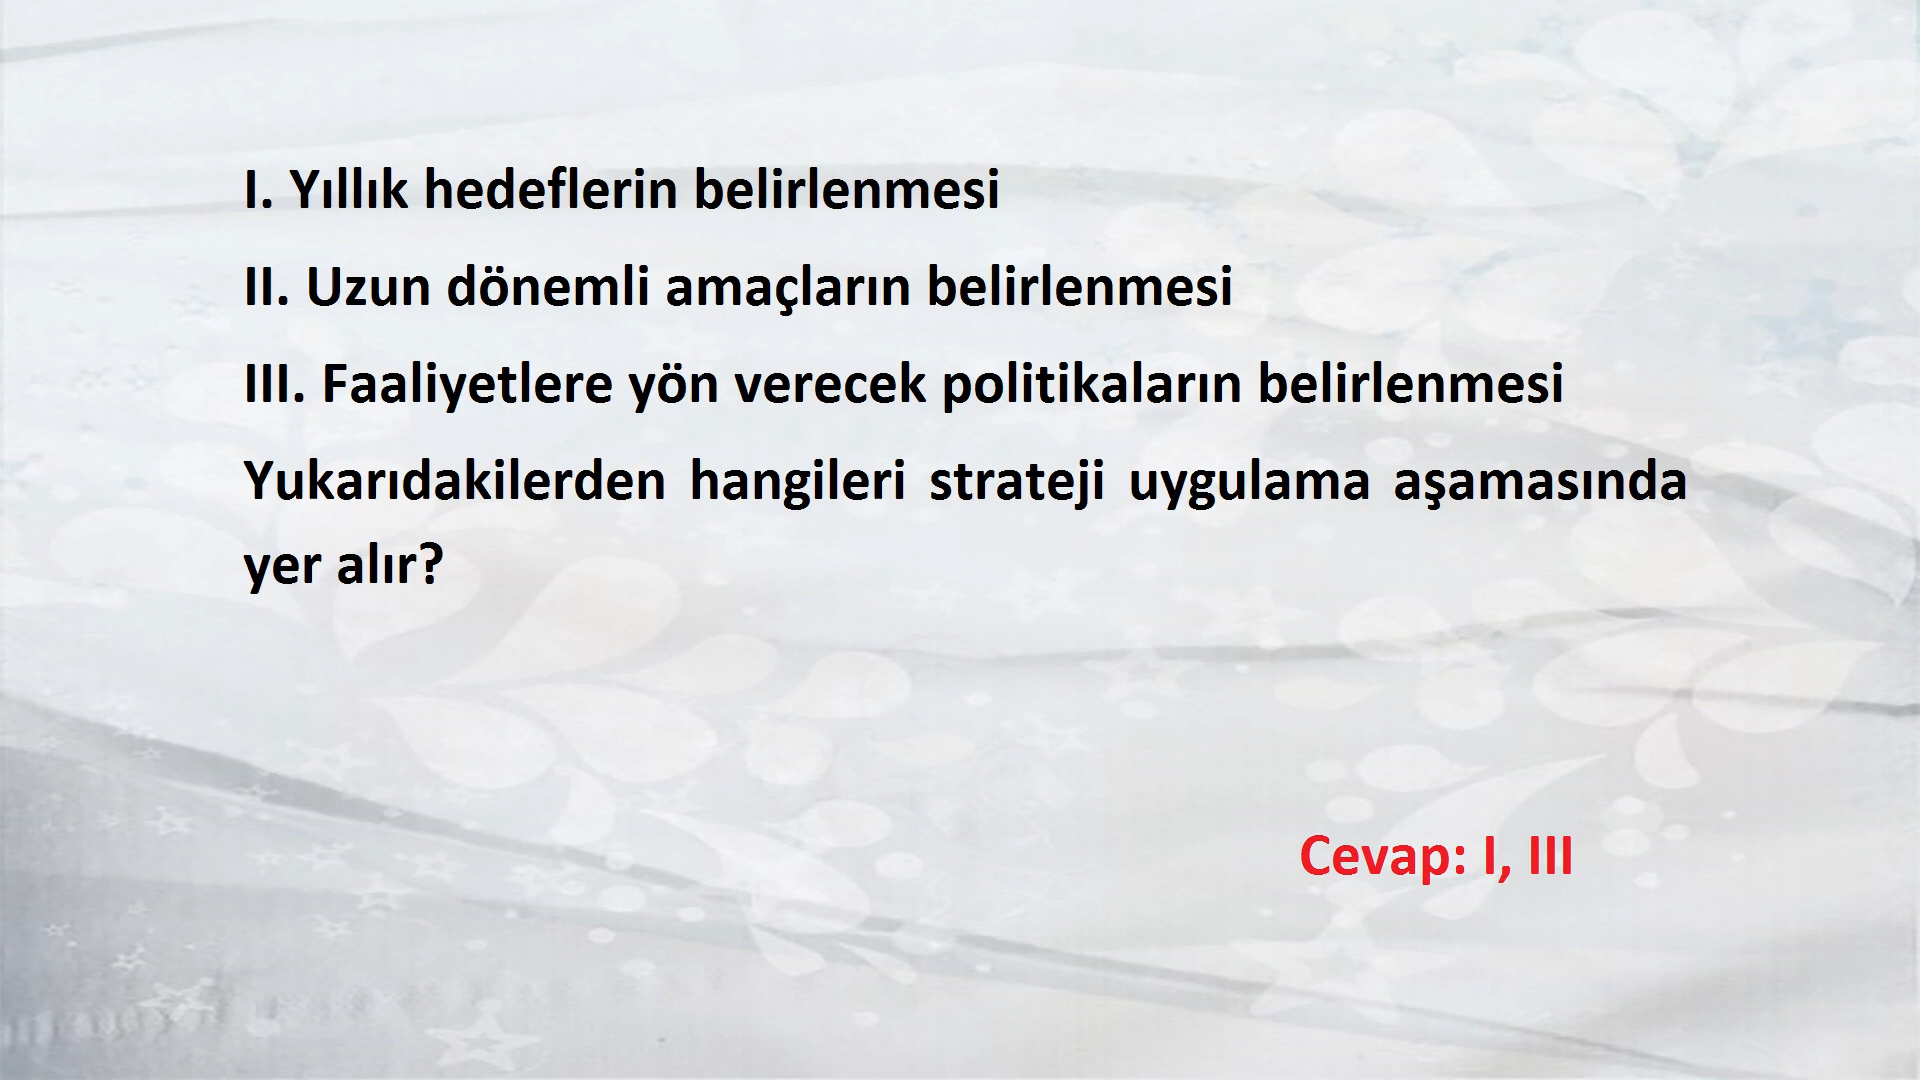 I. Yıllık hedeflerin belirlenmesi
II. Uzun dönemli amaçların belirlenmesi
III. Faaliyetlere yön verecek politikaların belirlenmesi
Yukarıdakilerden hangileri strateji uygulama aşamasında
yer alır?
Cevap: I, III